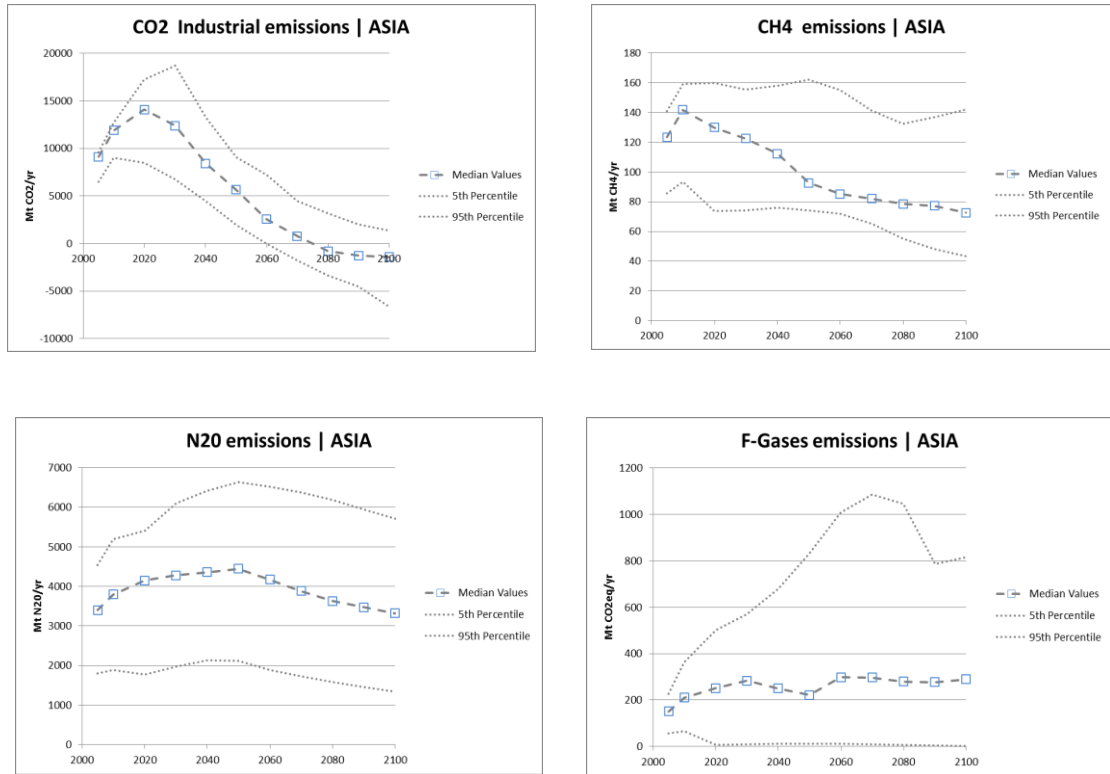 CO2 Industrial emissions | ASIA
20000
15000
10000
5000
0
-5000
-10000
Mt CO2/yr
2000
2020
2040
2060
2080
2100
Median Values
5th Percentile
95th Percentile
CH4 emissions | ASIA
180
160
140
120
100
80
60
40
20
0
Mt CH4/yr
2000
2020
2040
2060
2080
2100
Median Values
5th Percentile
95th Percentile
N20 emissions | ASIA
7000
6000
5000
4000
3000
2000
1000
0
Mt N20/yr
2000
2020
2040
2060
2080
2100
Median Values
5th Percentile
95th Percentile
F-Gases emissions | ASIA
1200
1000
800
600
400
200
0
Mt CO2eq/yr
2000
2020
2040
2060
2080
2100
Median Values
5th Percentile
95th Percentile